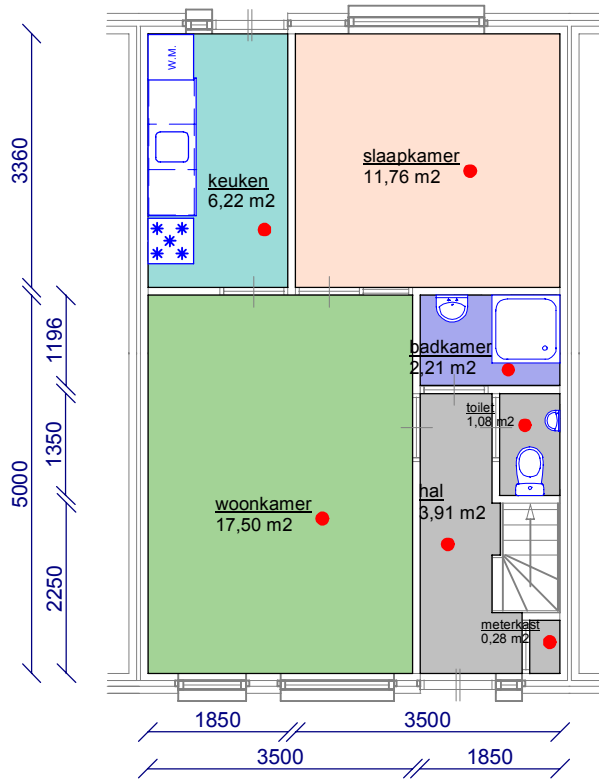 W.M.
slaapkamer
11,76 m2
keuken
6,22 m2
3360
badkamer
2,21 m2
1196
toilet
1,08 m2
1350
5000
woonkamer
17,50 m2
hal
3,91 m2
2250
meterkast
0,28 m2
1850
3500
3500
1850